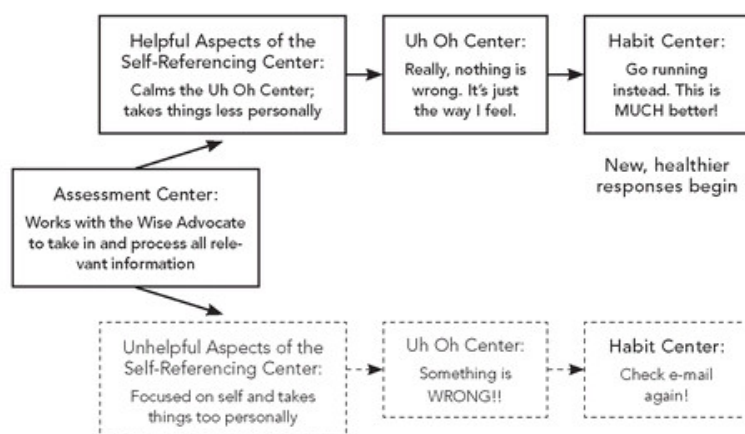 Helpful Aspects of the
Self-Referencing Center:
Calms the Uh Oh Center;
takes things less personally
Uh Oh Center:
Really, nothing is
wrong. It's just
the way I feel.
Habit Center:
Go running
instead. This is
MUCH better!
New, healthier
responses begin
Assessment Center:
Works with the Wise Advocate
to take in and process all rele-
vant information
Unhelpful Aspects of the
Self-Referencing Center:
Focused on self and takes
things too personally
Uh Oh Center:
Something is
WRONG!!
Habit Center:
Check e-mail
again!